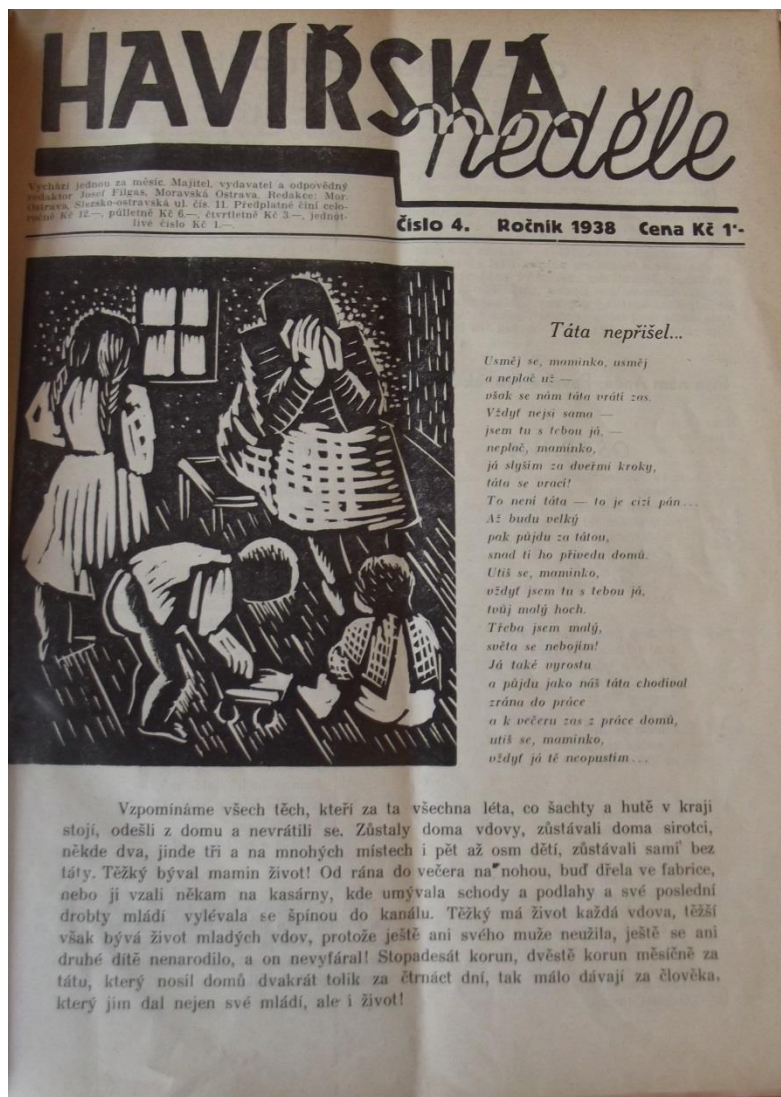 HAVÍŘSKÁ
neděle
Vychází jednou za měsíc. Majitel, vydavatel a odpovědný
redaktor Josef Filgas, Moravská Ostrava. Redakce: Mor.
Ostrava, Slezsko-ostravská ul. čís. 11. Předplatné činí celo-
ročně Kč 12.—, půlletně Kč 6.—, čtvrtletně Kč 3.—, jednot-
livé číslo Kč 1.—.
Číslo 4. Ročník 1938 Cena Kč 1·-
Táta nepřišel...
Usměj se, maminko, usměj
a neplač už —
však se nám táta vrátí zas.
Vždyť nejsi sama —
jsem tu s tebou já, —
neplač, maminko,
já slyším za dveřmi kroky,
táta se vrací!
To není táta — to je cizí pán...
Až budu velký
pak půjdu za tátou,
snad ti ho přivedu domů.
Utiš se, maminko,
vždyť jsem tu s tebou já,
tvůj malý hoch.
Třeba jsem malý,
světa se nebojím!
Já také vyrostu
a půjdu jako náš táta chodíval
zrána do práce
a k večeru zas z práce domů,
utiš se, maminko,
vždyť já tě neopustím...
Vzpomínáme všech těch, kteří za ta všechna léta, co šachty a hutě v kraji
stojí, odešli z domu a nevrátili se. Zůstaly doma vdovy, zůstávali doma sirotci,
někde dva, jinde tři a na mnohých místech i pět až osm dětí, zůstávali sami bez
táty. Těžký býval mamin život! Od rána do večera na nohou, buď dřela ve fabrice,
nebo ji vzali někam na kasárny, kde umývala schody a podlahy a své poslední
drobty mládí vylévala se špínou do kanálu. Těžký má život každá vdova, těžší
však bývá život mladých vdov, protože ještě ani svého muže neužila, ještě se ani
druhé dítě nenarodilo, a on nevyfáral! Stopadesát korun, dvěstě korun měsíčně za
tátu, který nosil domů dvakrát tolik za čtrnáct dní, tak málo dávají za člověka,
který jim dal nejen své mládí, ale i život!